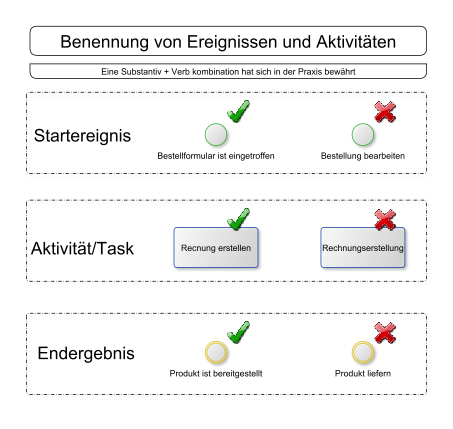 Benennung von Ereignissen und Aktivitäten
Eine Substantiv + Verb kombination hat sich in der Praxis bewährt
Startereignis
Bestellformular ist eingetroffen
Bestellung bearbeiten
Aktivität/Task
Recnung erstellen
Rechnungserstellung
Endergebnis
Produkt ist bereitgestellt
Produkt liefern